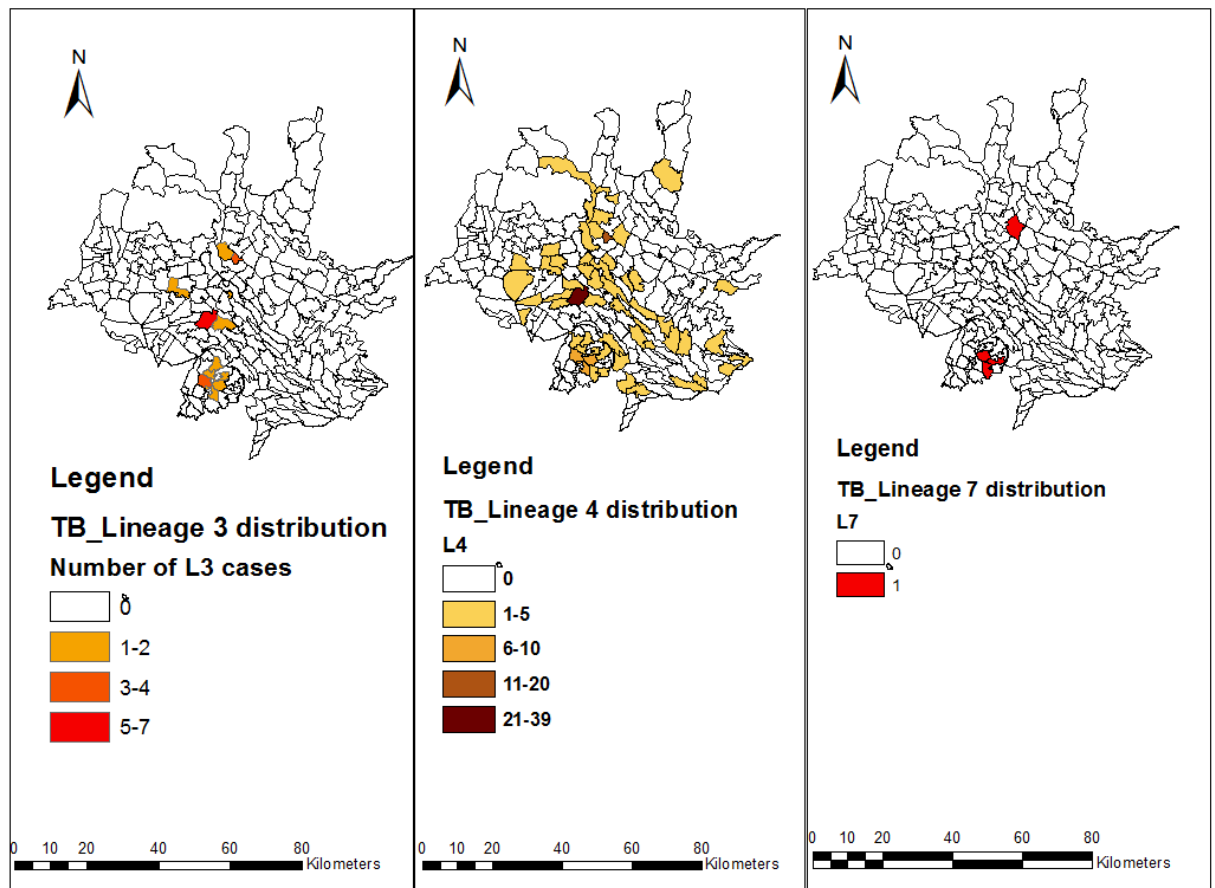 N
Legend
TB_Lineage 3 distribution
Number of L3 cases
0
1-2
3-4
5-7
0 10 20 40 60 80
Kilometers
N
Legend
TB_Lineage 4 distribution
L4
0
1-5
6-10
11-20
21-39
0 10 20 40 60 80
Kilometers
N
Legend
TB_Lineage 7 distribution
L7
0
1
0 10 20 40 60 80
Kilometers